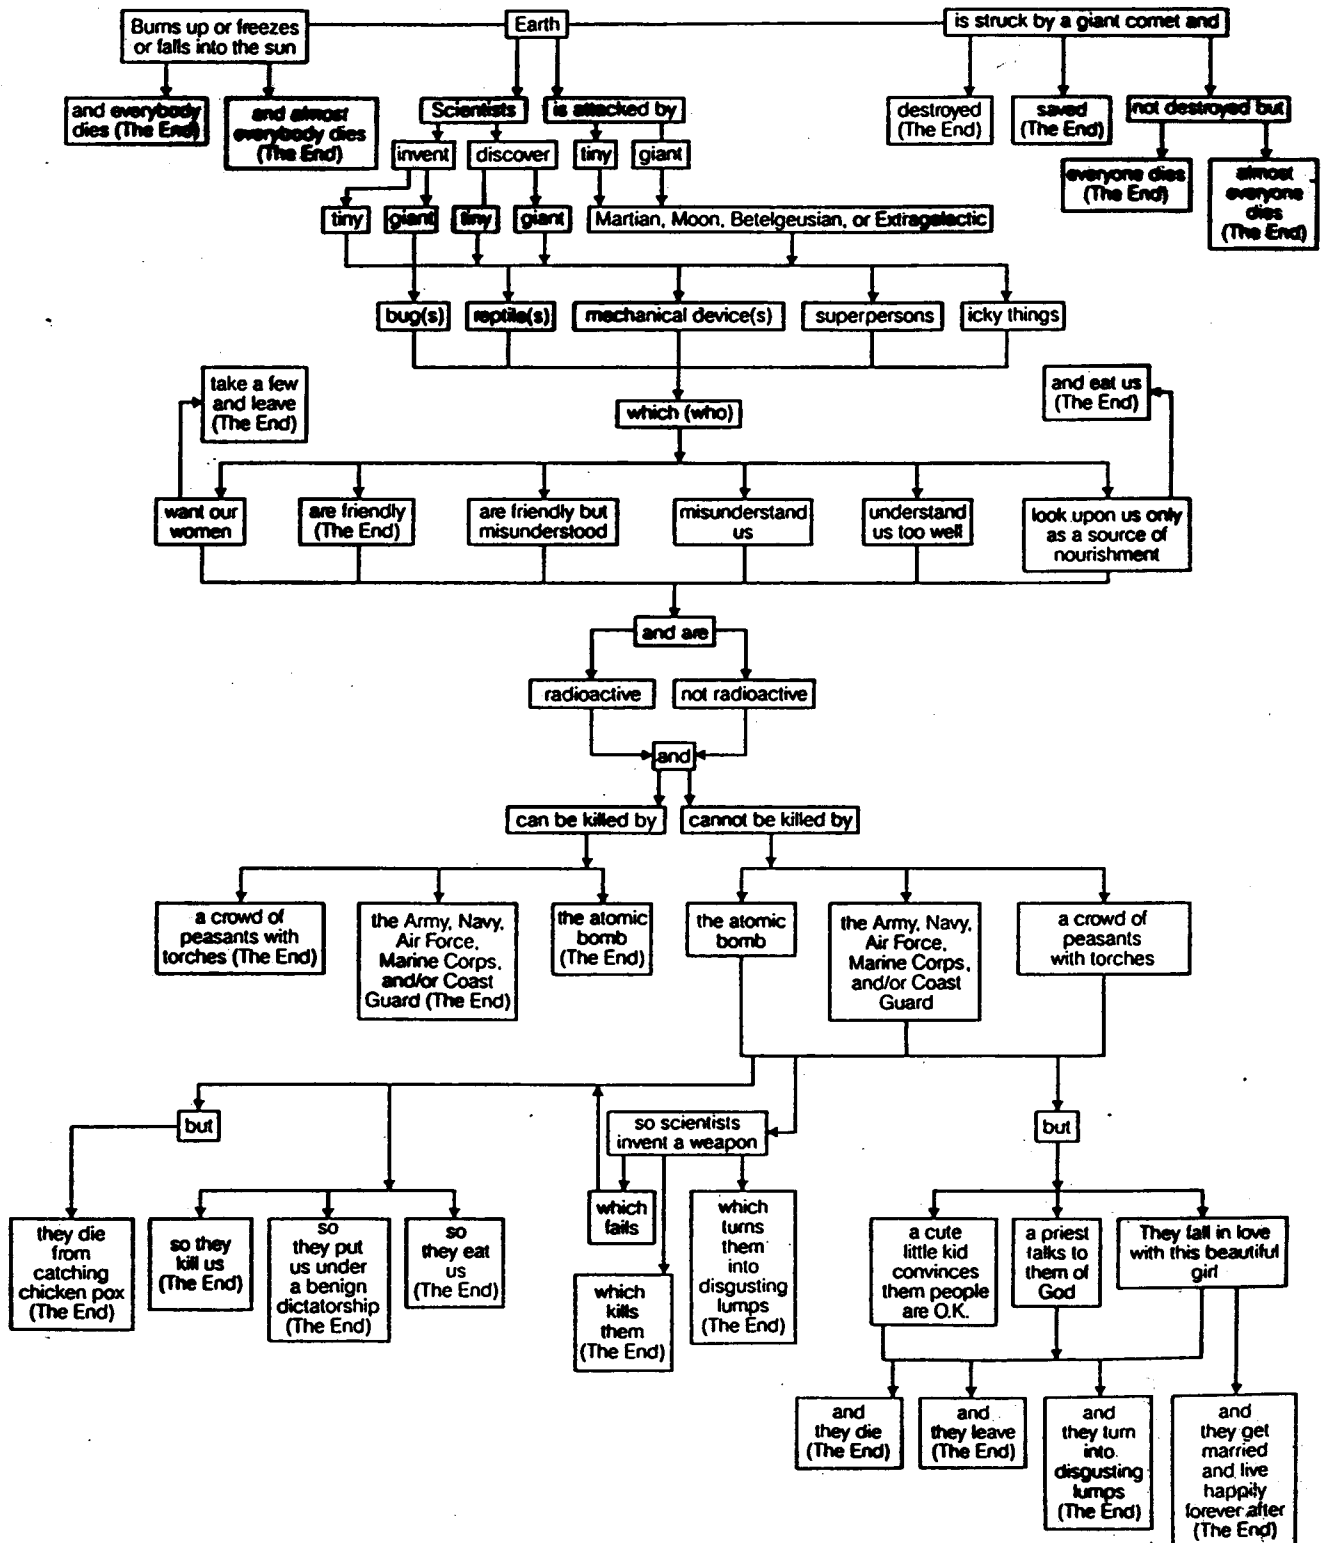 Burns up or freezes
or falls into the sun
Earth
is struck by a giant comet and
and everybody
dies (The End)
and almost
everybody dies
(The End)
Scientists
is attacked by
destroyed
(The End)
saved
(The End)
not destroyed but
invent
discover
tiny
giant
everyone dies
(The End)
almost
everyone
dies
(The End)
tiny
giant
tiny
giant
Martian, Moon, Betelgeusian, or Extragalactic
bug(s)
reptile(s)
mechanical device(s)
superpersons
icky things
take a few
and leave
(The End)
which (who)
and eat us
(The End)
want our
women
are friendly
(The End)
are friendly but
misunderstood
misunderstand
us
understand
us too well
look upon us only
as a source of
nourishment
and are
radioactive
not radioactive
and
can be killed by
cannot be killed by
a crowd of
peasants with
torches (The End)
the Army, Navy,
Air Force,
Marine Corps,
and/or Coast
Guard (The End)
the atomic
bomb
(The End)
the atomic
bomb
the Army, Navy,
Air Force,
Marine Corps,
and/or Coast
Guard
a crowd of
peasants
with torches
but
so scientists
invent a weapon
but
they die
from
catching
chicken pox
(The End)
so they
kill us
(The End)
so
they put
us under
a benign
dictatorship
(The End)
so
they eat
us
(The End)
which
fails
which
kills
them
(The End)
which
turns
them
into
disgusting
lumps
(The End)
a cute
little kid
convinces
them people
are O.K.
a priest
talks to
them of
God
They fall in love
with this beautiful
girl
and
they die
(The End)
and
they leave
(The End)
and
they turn
into
disgusting
lumps
(The End)
and
they get
married
and live
happily
forever after
(The End)